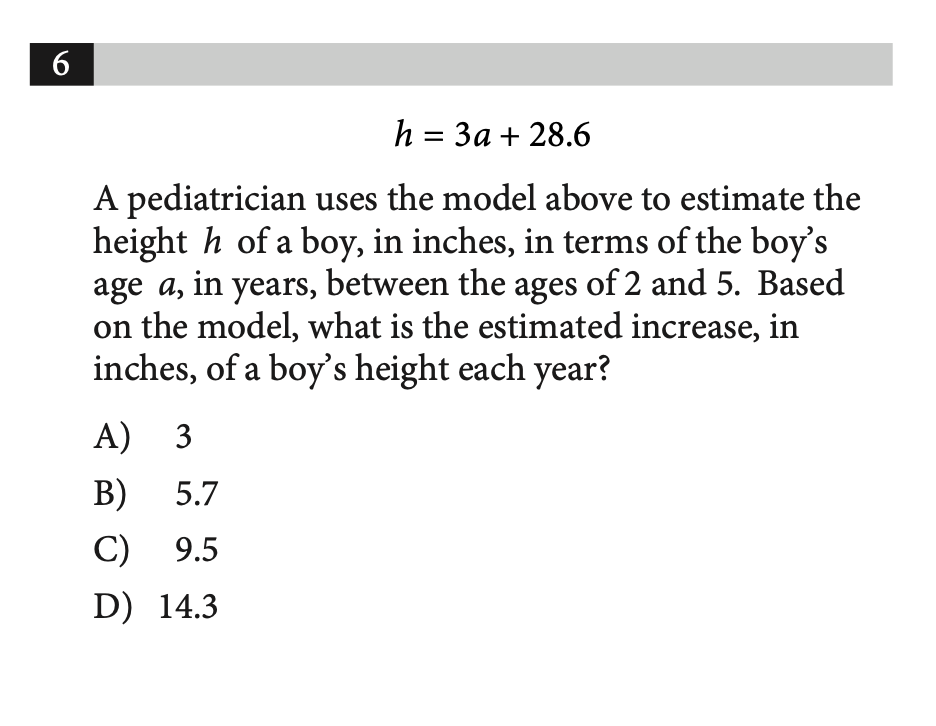 6
h = 3a + 28.6
A pediatrician uses the model above to estimate the
height h of a boy, in inches, in terms of the boy’s
age a, in years, between the ages of 2 and 5. Based
on the model, what is the estimated increase, in
inches, of a boy’s height each year?
A) 3
B) 5.7
C) 9.5
D) 14.3